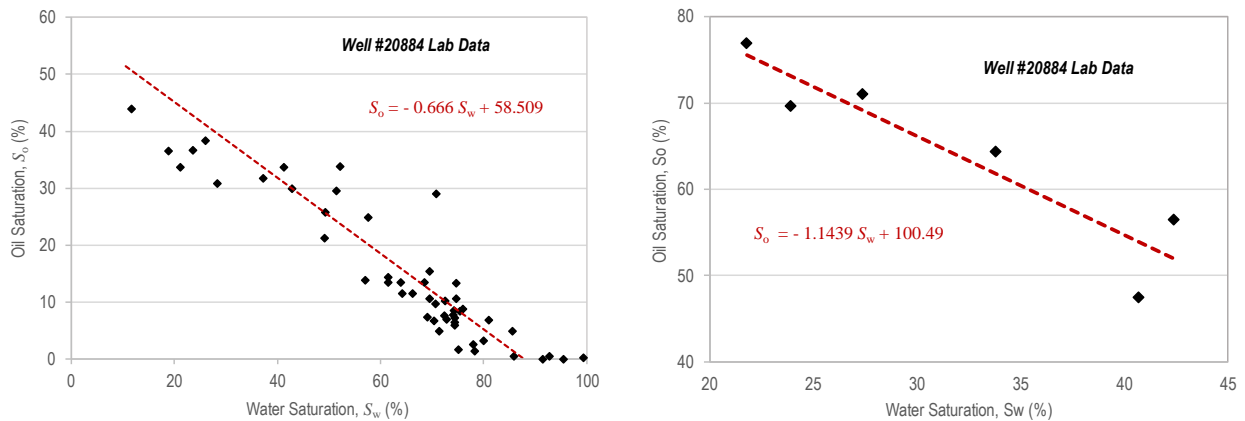 Well #20884 Lab Data
So = - 0.666 Sw + 58.509
Oil Saturation, So (%)
60
50
40
30
20
10
0
0 20 40 60 80 100
Water Saturation, Sw (%)
Well #20884 Lab Data
So = - 1.1439 Sw + 100.49
Oil Saturation, So (%)
80
70
60
50
40
20 25 30 35 40 45
Water Saturation, Sw (%)